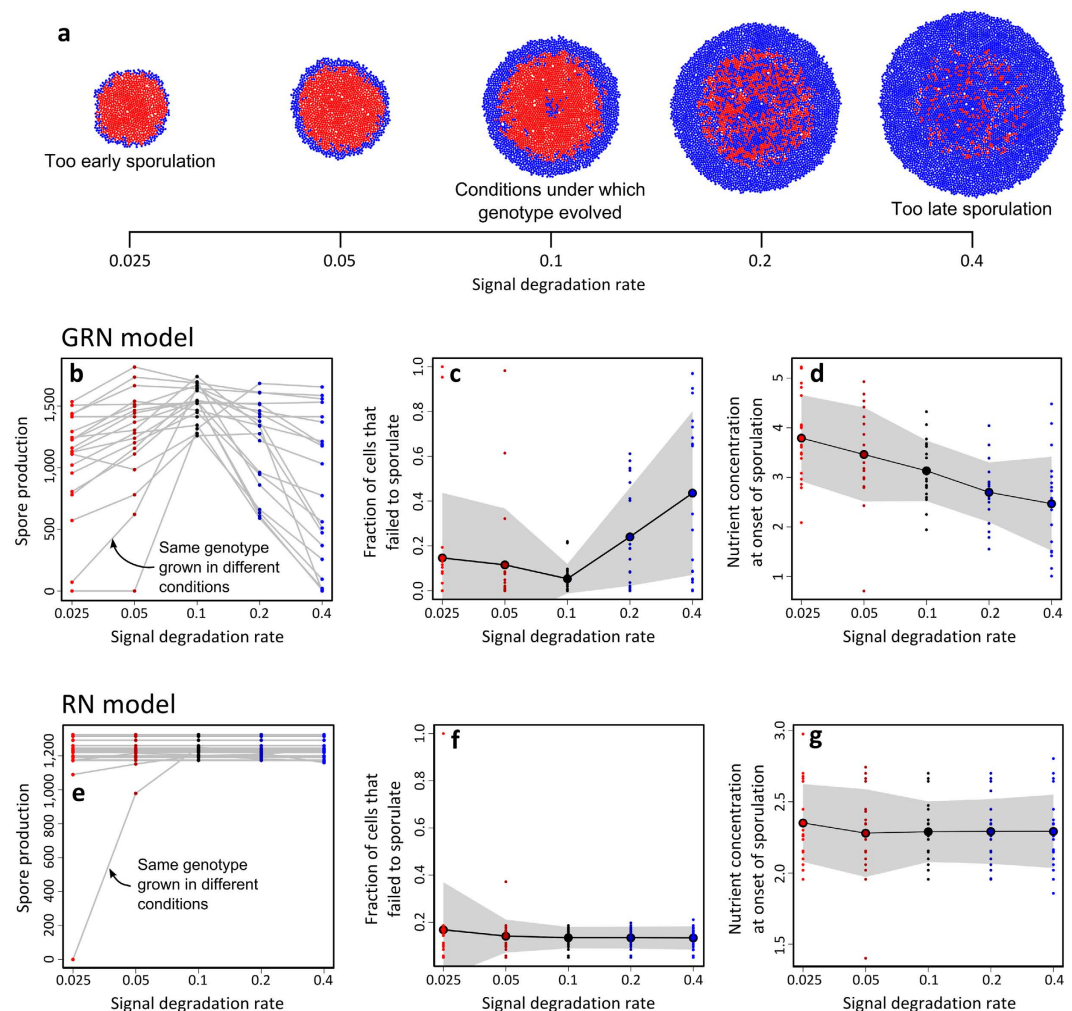 a
Too early sporulation
Conditions under which
genotype evolved
Too late sporulation
0.025 0.05 0.1 0.2 0.4
Signal degradation rate
GRN model
b
Spore production
1,500
1,000
500
0
Same genotype
grown in different
conditions
0.025 0.05 0.1 0.2 0.4
Signal degradation rate
c
Fraction of cells that
failed to sporulate
1.0
0.8
0.6
0.4
0.2
0.0
0.025 0.05 0.1 0.2 0.4
Signal degradation rate
d
Nutrient concentration
at onset of sporulation
5
4
3
2
1
0.025 0.05 0.1 0.2 0.4
Signal degradation rate
RN model
e
Spore production
1,200
1,000
800
600
400
200
0
Same genotype
grown in different
conditions
0.025 0.05 0.1 0.2 0.4
Signal degradation rate
f
Fraction of cells that
failed to sporulate
1.0
0.8
0.6
0.4
0.2
0.025 0.05 0.1 0.2 0.4
Signal degradation rate
g
Nutrient concentration
at onset of sporulation
3.0
2.5
2.0
1.5
0.025 0.05 0.1 0.2 0.4
Signal degradation rate